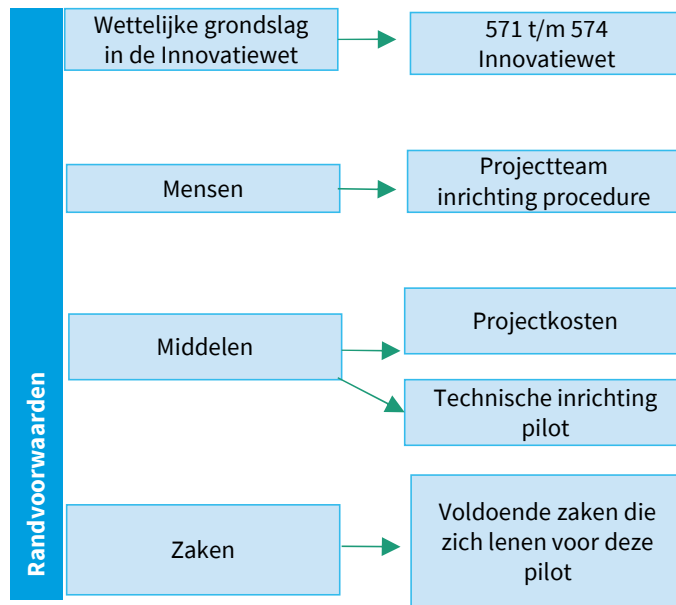 Randvoorwaarden
Wettelijke grondslag
in de Innovatiewet
571 t/m 574
Innovatiewet
Mensen
Projectteam
inrichting procedure
Middelen
Projectkosten
Technische inrichting
pilot
Zaken
Voldoende zaken die
zich lenen voor deze
pilot